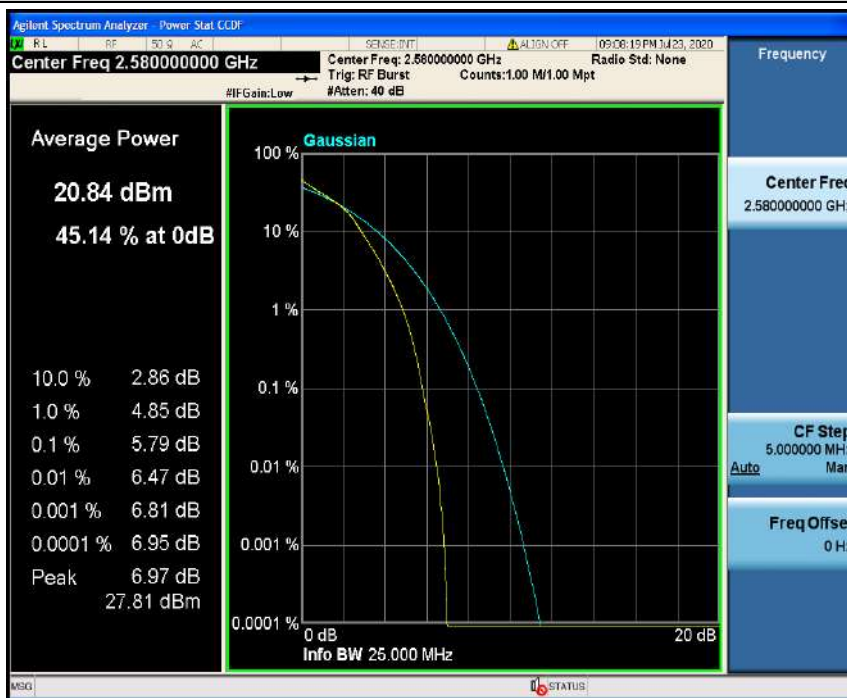 Agilent Spectrum Analyzer - Power Stat CCDF
RL RF 50 Ω AC SENSE:INT ALIGN OFF 09:08:19 PM Jul 23, 2020
Center Freq 2.580000000 GHz
Center Freq: 2.580000000 GHz Radio Std: None
Trig: RF Burst Counts:1.00 M/1.00 Mpt
#IFGain:Low #Atten: 40 dB
Frequency
Average Power
20.84 dBm
45.14 % at 0dB
10.0 % 2.86 dB
1.0 % 4.85 dB
0.1 % 5.79 dB
0.01 % 6.47 dB
0.001 % 6.81 dB
0.0001 % 6.95 dB
Peak 6.97 dB
27.81 dBm
Gaussian
100 %
10 %
1 %
0.1 %
0.01 %
0.001 %
0.0001 %
0 dB 20 dB
Info BW 25.000 MHz
Center Freq
2.580000000 GH
CF Step
5.000000 MH
Auto Man
Freq Offse
0 H
MSG STATUS